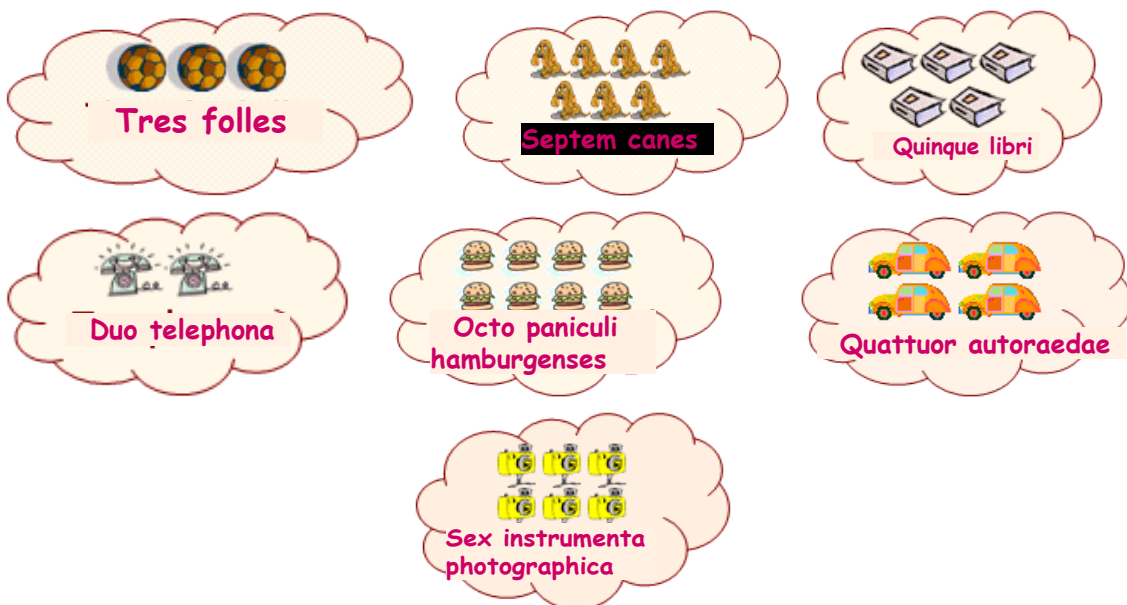 Tres folles
Septem canes
Quinque libri
Duo telephona
Octo paniculi
hamburgenses
Quattuor autoraedae
Sex instrumenta
photographica